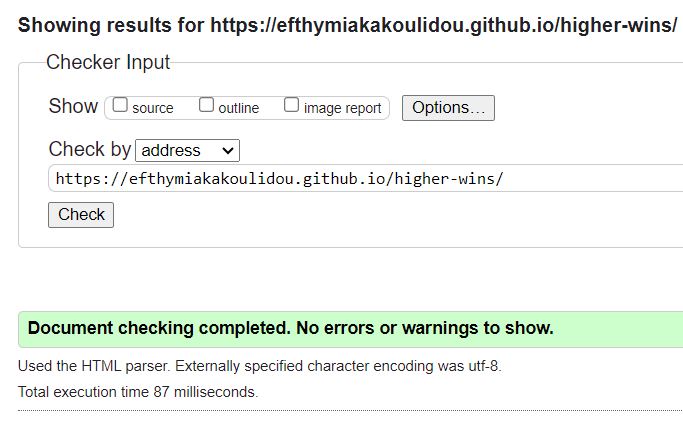 Showing results for https://efthymiakakoulidou.github.io/higher-wins/
Checker Input
Show source outline image report Options...
Check by address
https://efthymiakakoulidou.github.io/higher-wins/
Check
Document checking completed. No errors or warnings to show.
Used the HTML parser. Externally specified character encoding was utf-8.
Total execution time 87 milliseconds.